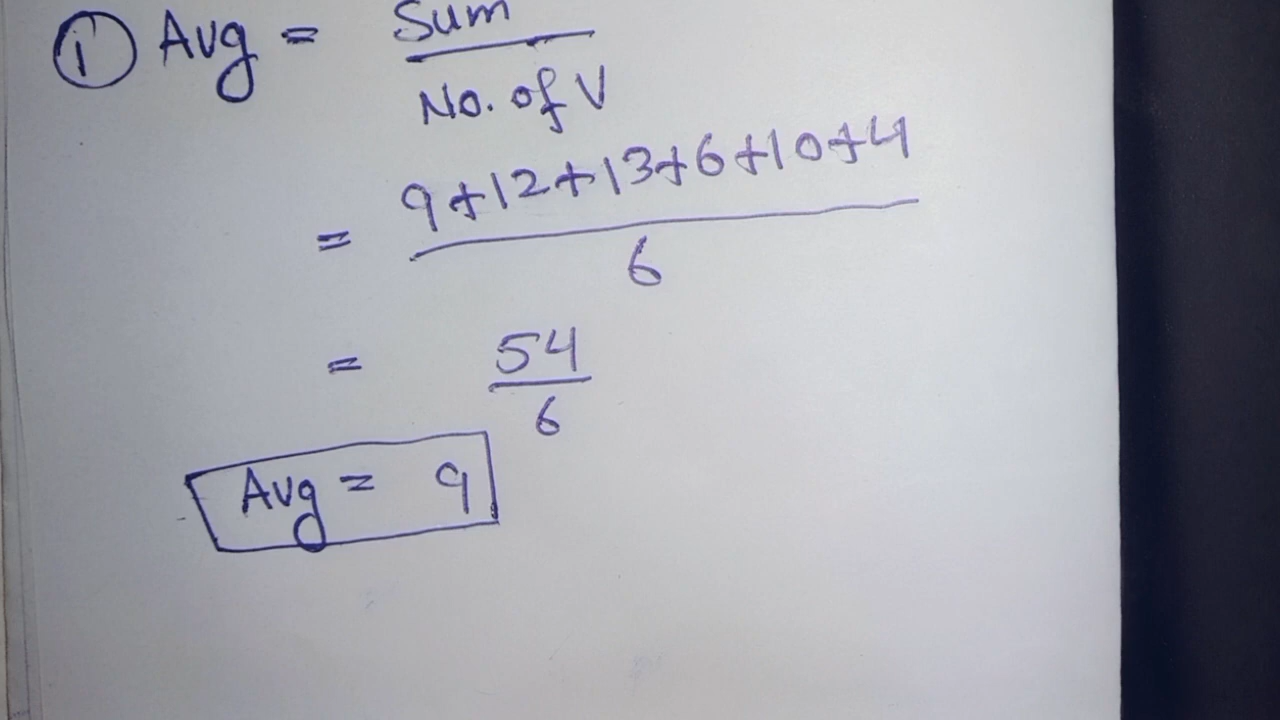 ① Avg = Sum
No. of V
= 9+12+13+6+10+4
6
= 54
6
Avg = 9